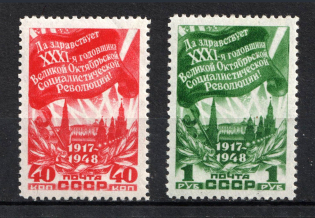 Да здравствует
XXXI-я годовщина
Великой Октябрьской
Социалистической
Революции!
1917-
-1948
40 ПОЧТА 40
КОП СССР КОП
Да здравствует
XXXI-я годовщина
Великой Октябрьской
Социалистической
Революции!
1917-
-1948
1 ПОЧТА 1
РУБ СССР РУБ